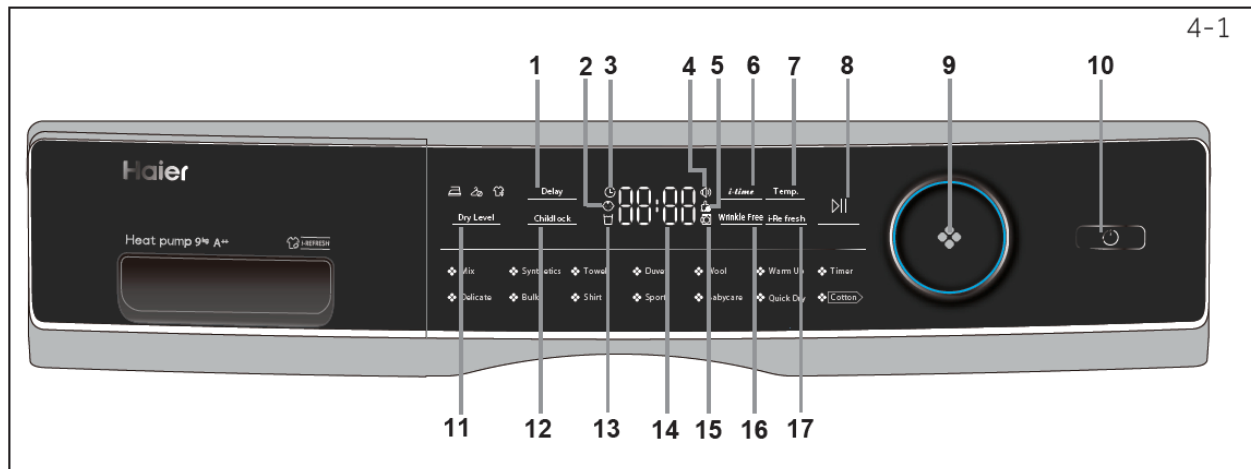 4-1
1 2 3 4 5 6 7 8 9 10
Haier
Delay 88:88 i-time Temp.
Dry Level Childlock Wrinkle Free i-Refresh
Heat pump 9kg A++ i-REFRESH
Mix Synthetics Towel Duvet Wool Warm Up Timer
Delicate Bulk Shirt Sport Babycare Quick Dry Cotton
11 12 13 14 15 16 17